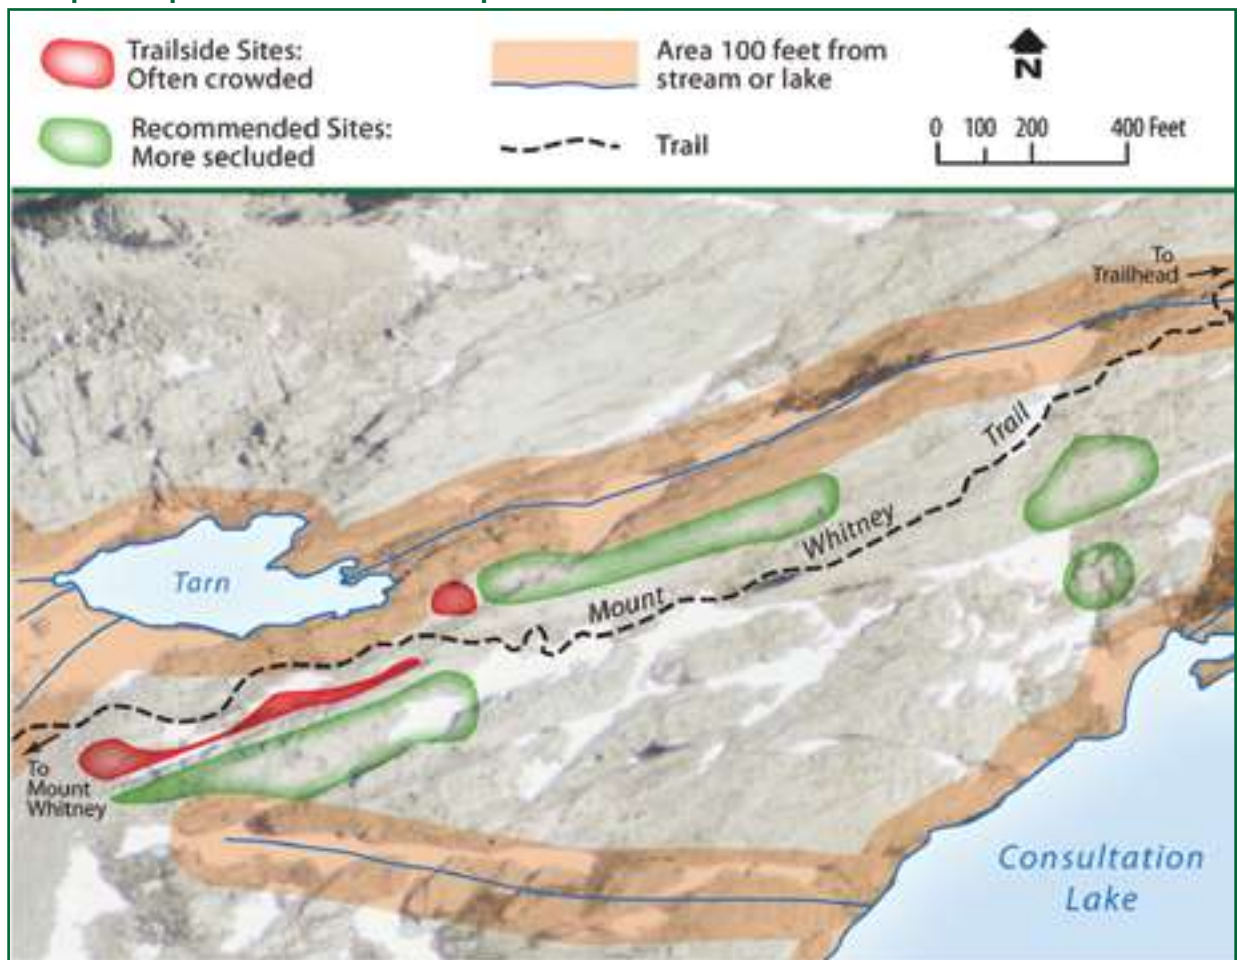 Trailside Sites:
Often crowded
Recommended Sites:
More secluded
Area 100 feet from
stream or lake
Trail
N
0 100 200 400 Feet
To
Trailhead
Trail
Whitney
Mount
Tarn
To
Mount
Whitney
Consultation
Lake